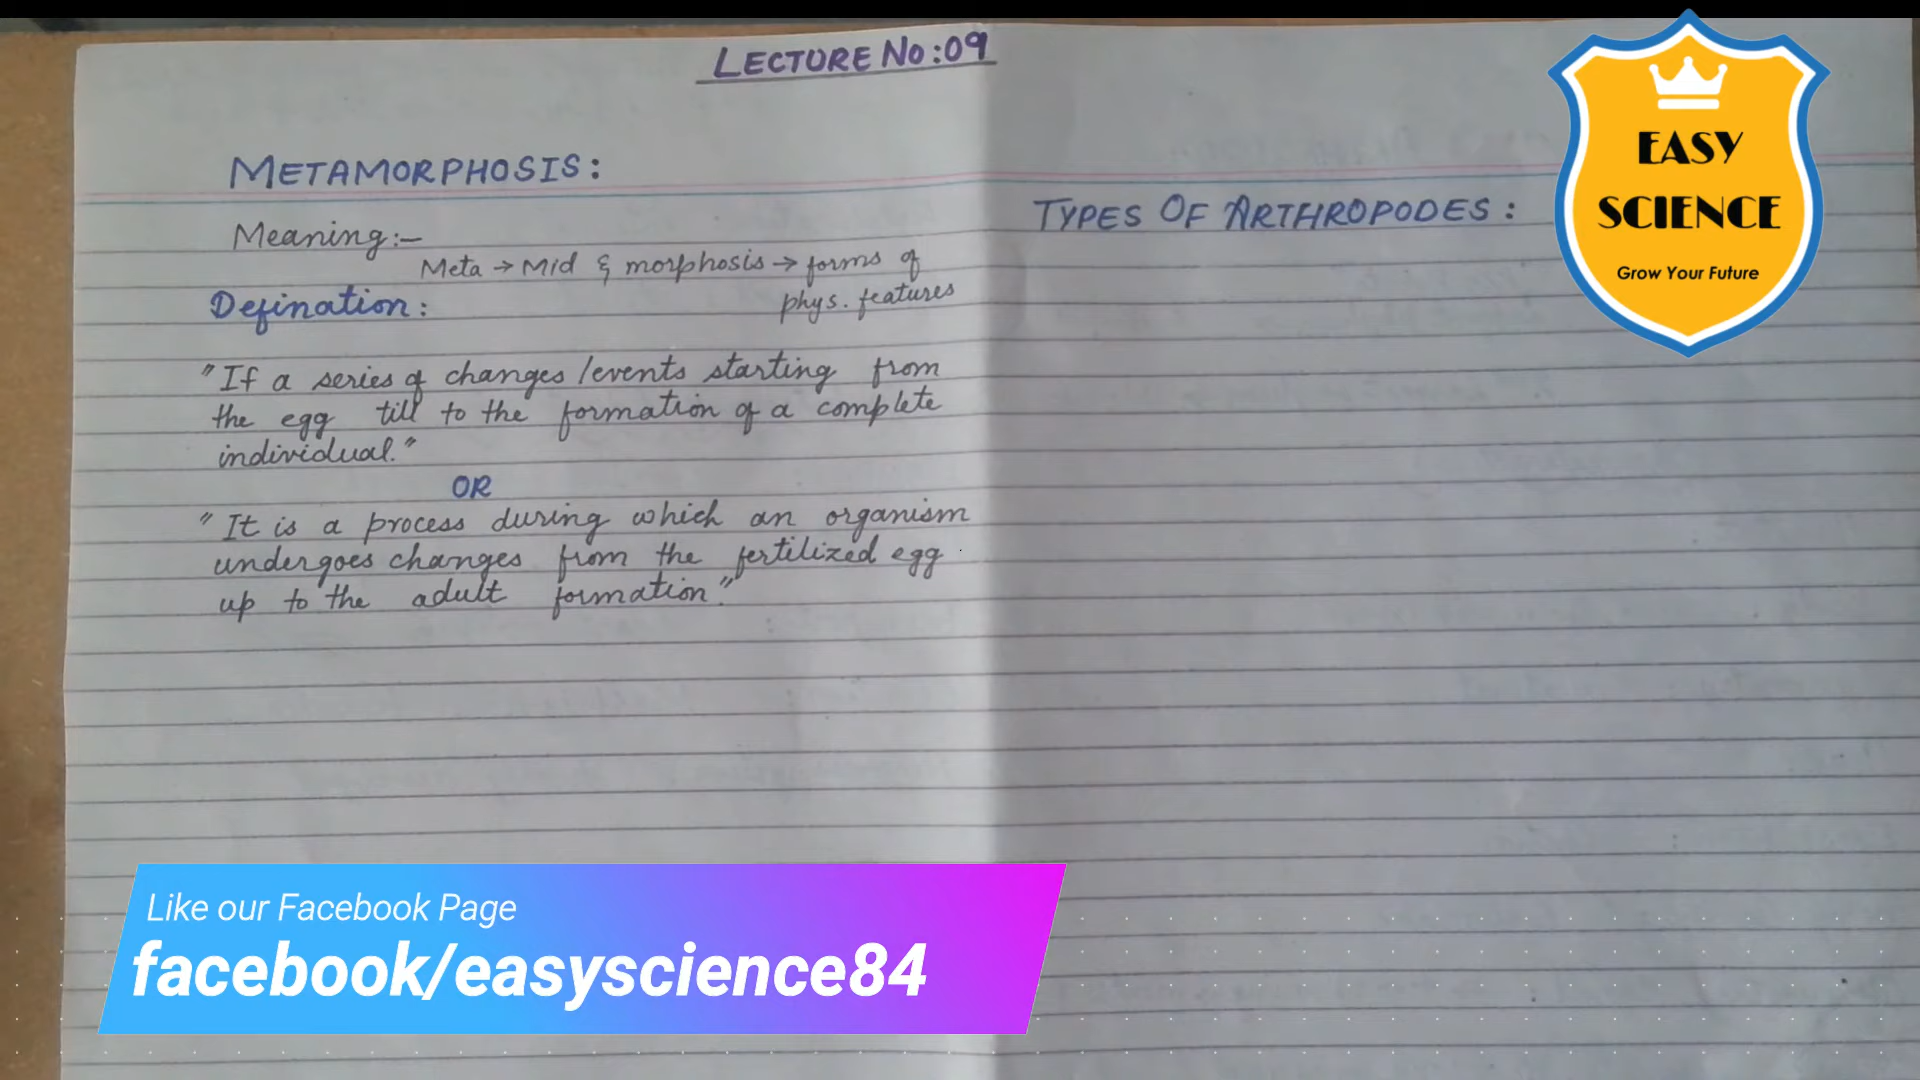 LECTURE NO:09
METAMORPHOSIS:
Meaning:-
Meta → Mid & morphosis → forms of
phys. features
Defination:
"If a series of changes/events starting from
the egg till to the formation of a complete
individual."
OR
"It is a process during which an organism
undergoes changes from the fertilized egg
up to the adult formation."
TYPES OF ARTHROPODES:
EASY
SCIENCE
Grow Your Future
Like our Facebook Page
facebook/easyscience84